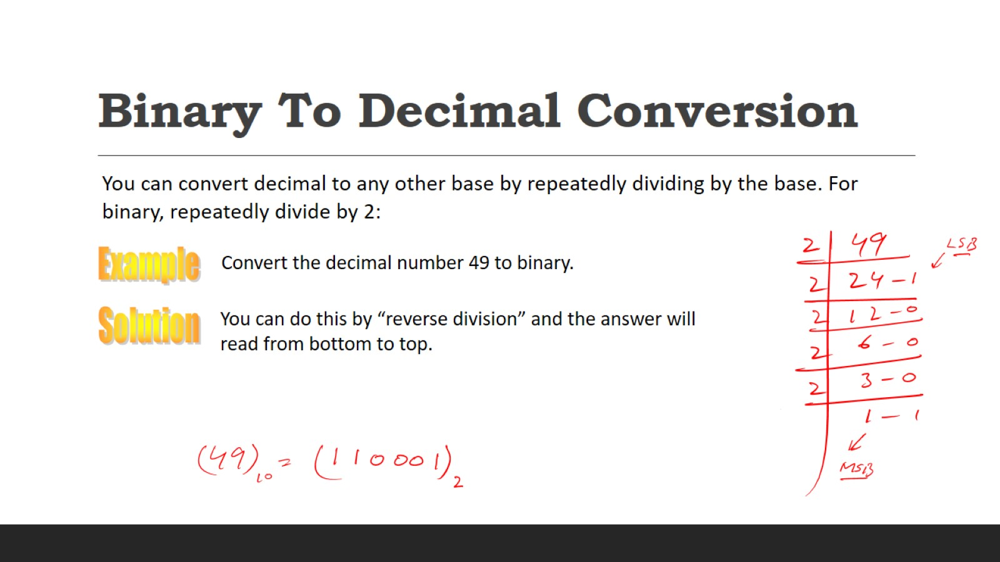 Binary To Decimal Conversion
You can convert decimal to any other base by repeatedly dividing by the base. For
binary, repeatedly divide by 2:
Example
Convert the decimal number 49 to binary.
Solution
You can do this by “reverse division” and the answer will
read from bottom to top.
2 | 49
LSB
2 | 24 - 1
2 | 12 - 0
2 | 6 - 0
2 | 3 - 0
1 - 1
MSB
(49)10 = (110001)2